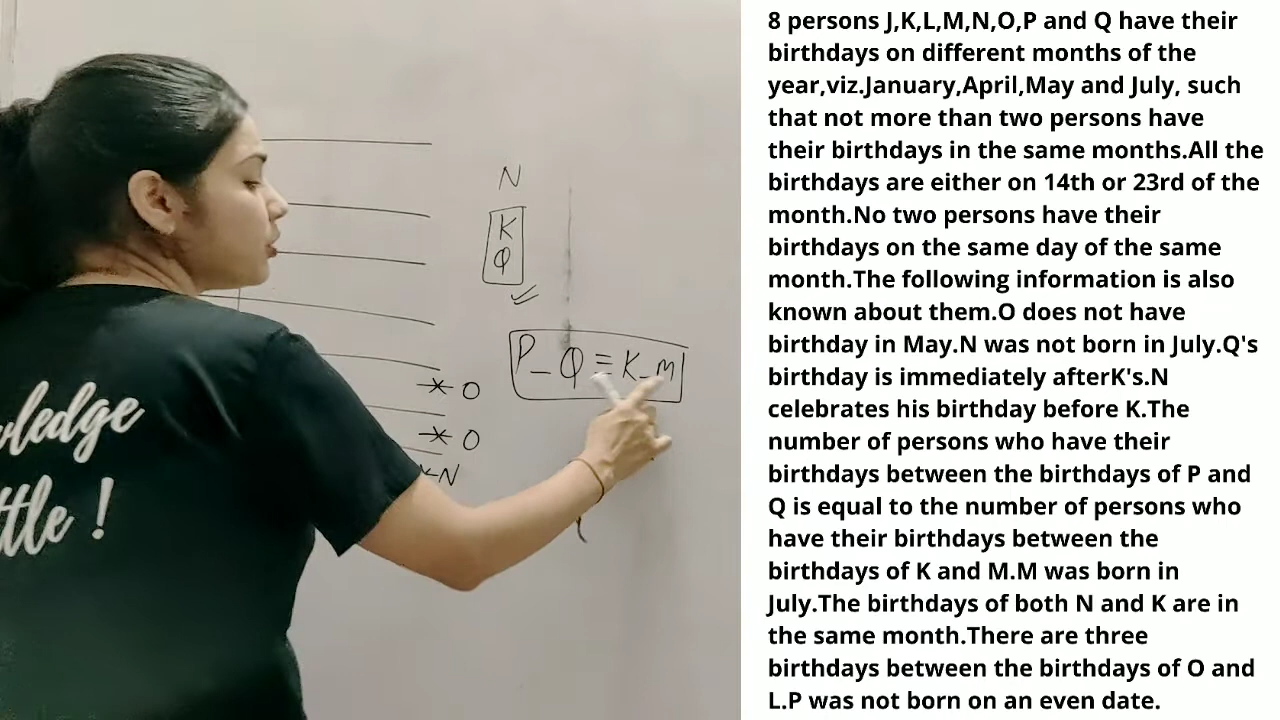 8 persons J,K,L,M,N,O,P and Q have their
birthdays on different months of the
year,viz.January,April,May and July, such
that not more than two persons have
their birthdays in the same months.All the
birthdays are either on 14th or 23rd of the
month.No two persons have their
birthdays on the same day of the same
month.The following information is also
known about them.O does not have
birthday in May.N was not born in July.Q's
birthday is immediately afterK's.N
celebrates his birthday before K.The
number of persons who have their
birthdays between the birthdays of P and
Q is equal to the number of persons who
have their birthdays between the
birthdays of K and M.M was born in
July.The birthdays of both N and K are in
the same month.There are three
birthdays between the birthdays of O and
L.P was not born on an even date.
N
K
Q
P_Q=K_M
O
O
N
!